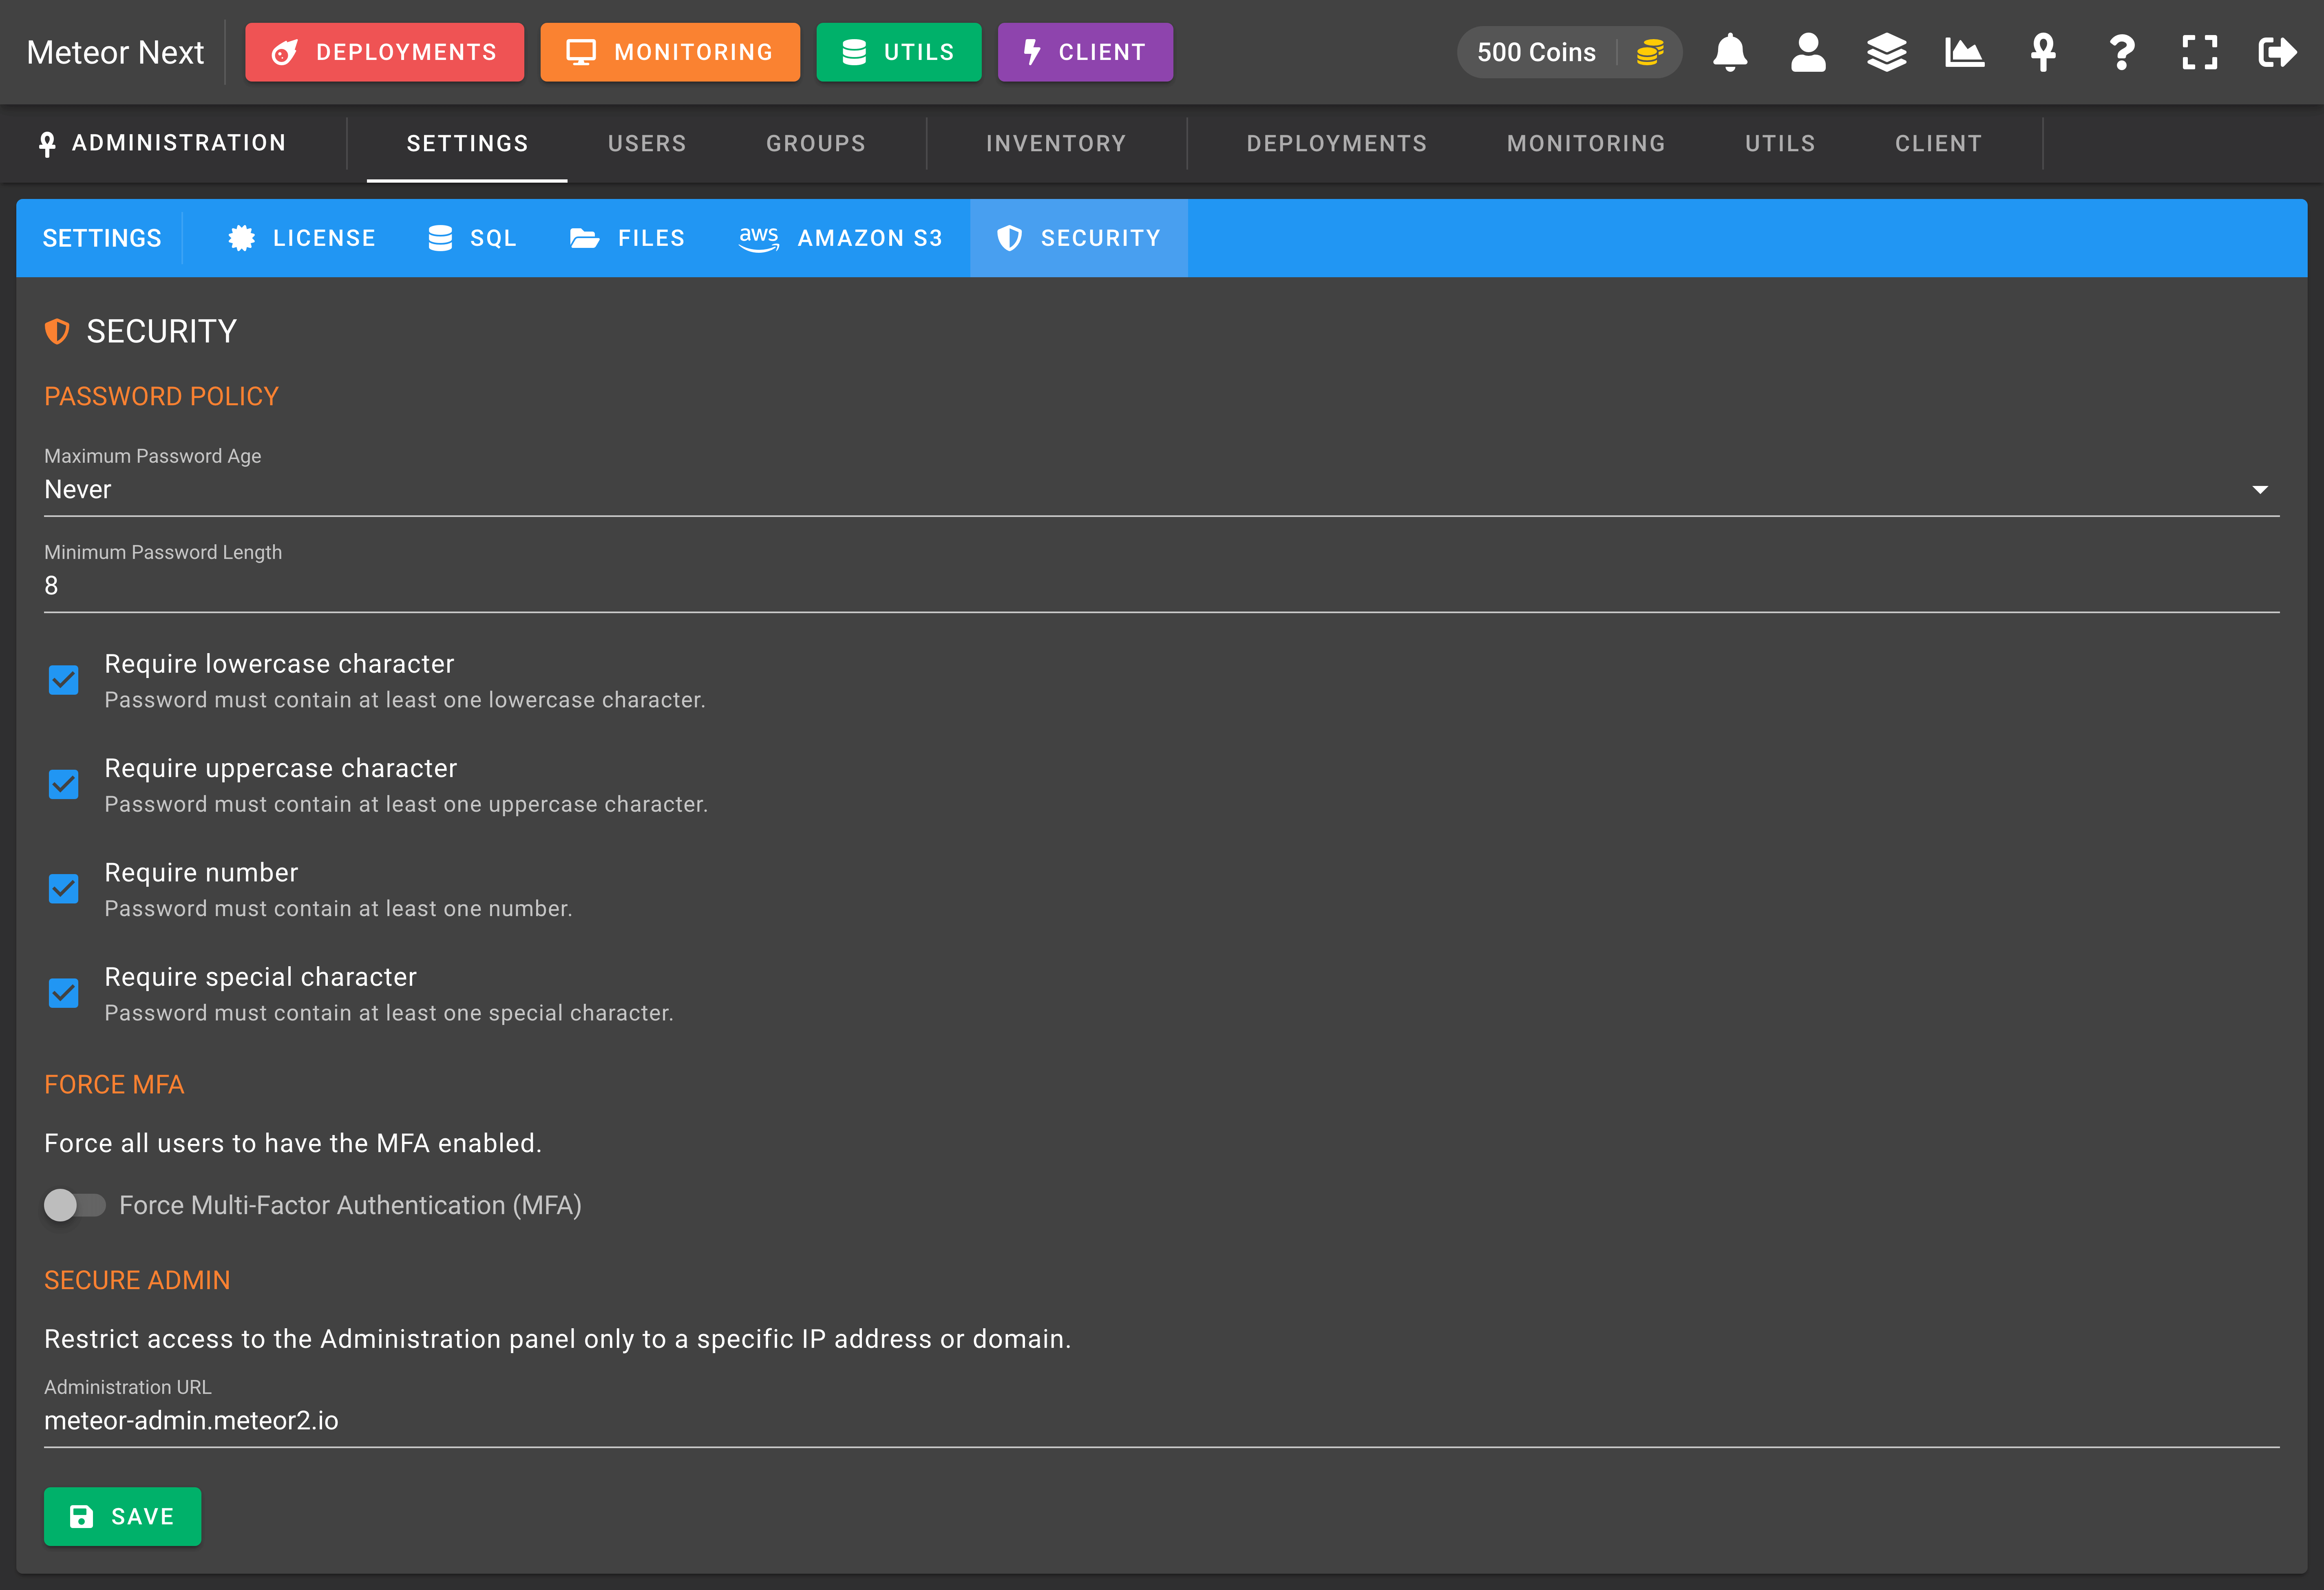 Meteor Next DEPLOYMENTS MONITORING UTILS CLIENT 500 Coins
ADMINISTRATION SETTINGS USERS GROUPS INVENTORY DEPLOYMENTS MONITORING UTILS CLIENT
SETTINGS LICENSE SQL FILES aws AMAZON S3 SECURITY
SECURITY
PASSWORD POLICY
Maximum Password Age
Never
Minimum Password Length
8
Require lowercase character
Password must contain at least one lowercase character.
Require uppercase character
Password must contain at least one uppercase character.
Require number
Password must contain at least one number.
Require special character
Password must contain at least one special character.
FORCE MFA
Force all users to have the MFA enabled.
Force Multi-Factor Authentication (MFA)
SECURE ADMIN
Restrict access to the Administration panel only to a specific IP address or domain.
Administration URL
meteor-admin.meteor2.io
SAVE